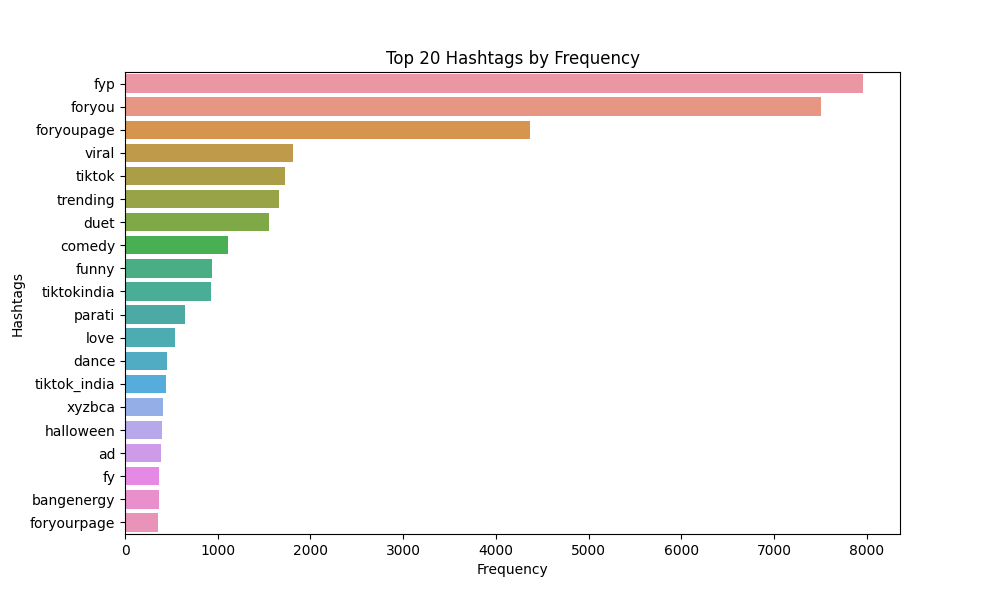 Top 20 Hashtags by Frequency
fyp
foryou
foryoupage
viral
tiktok
trending
duet
comedy
funny
tiktokindia
parati
love
dance
tiktok_india
xyzbca
halloween
ad
fy
bangenergy
foryourpage
Hashtags
0 1000 2000 3000 4000 5000 6000 7000 8000
Frequency